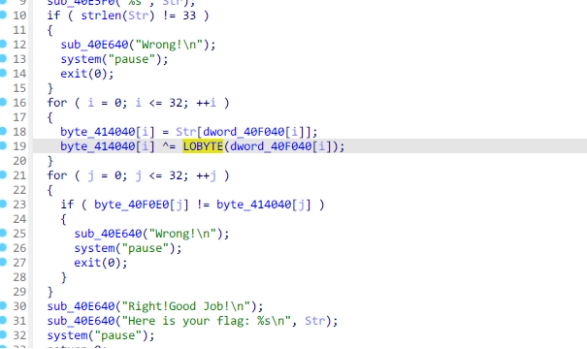 9 sub_40E5F0("%s", Str);
10 if ( strlen(Str) != 33 )
11 {
12 sub_40E640("Wrong!\n");
13 system("pause");
14 exit(0);
15 }
16 for ( i = 0; i <= 32; ++i )
17 {
18 byte_414040[i] = Str[dword_40F040[i]];
19 byte_414040[i] ^= LOBYTE(dword_40F040[i]);
20 }
21 for ( j = 0; j <= 32; ++j )
22 {
23 if ( byte_40F0E0[j] != byte_414040[j] )
24 {
25 sub_40E640("Wrong!\n");
26 system("pause");
27 exit(0);
28 }
29 }
30 sub_40E640("Right!Good Job!\n");
31 sub_40E640("Here is your flag: %s\n", Str);
32 system("pause");
33 return 0;